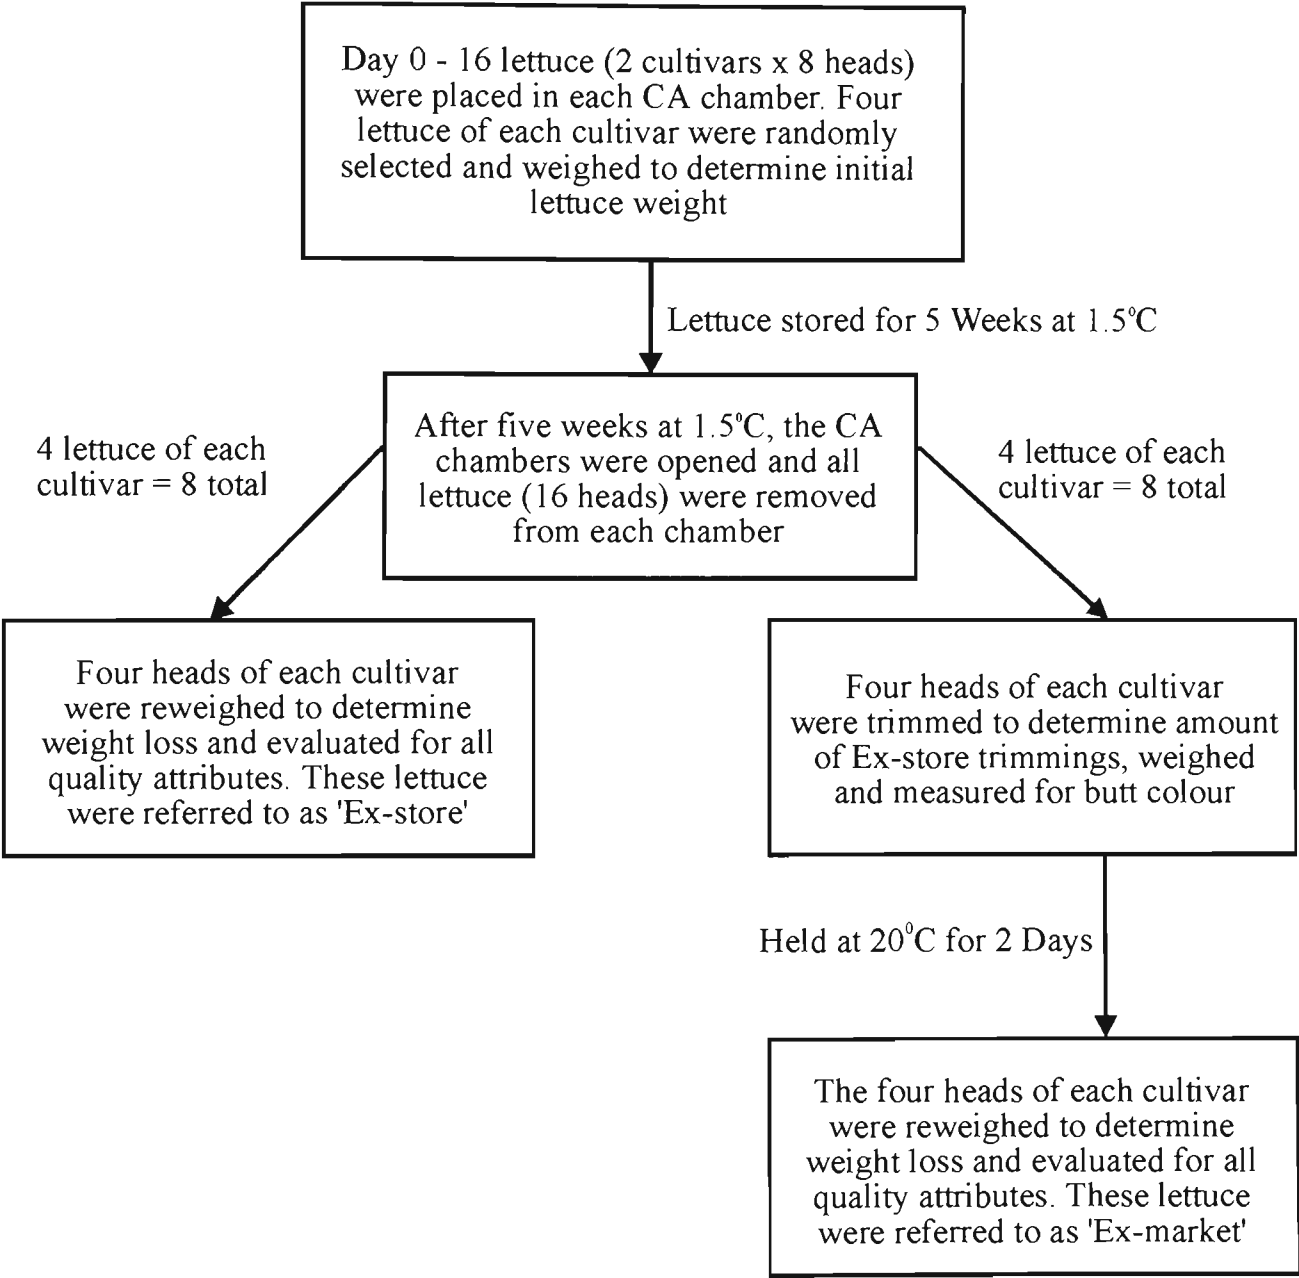 Day 0 - 16 lettuce (2 cultivars x 8 heads)
were placed in each CA chamber. Four
lettuce of each cultivar were randomly
selected and weighed to determine initial
lettuce weight
Lettuce stored for 5 Weeks at 1.5⁰C
After five weeks at 1.5⁰C, the CA
chambers were opened and all
lettuce (16 heads) were removed
from each chamber
4 lettuce of each
cultivar = 8 total
4 lettuce of each
cultivar = 8 total
Four heads of each cultivar
were reweighed to determine
weight loss and evaluated for all
quality attributes. These lettuce
were referred to as 'Ex-store'
Four heads of each cultivar
were trimmed to determine amount
of Ex-store trimmings, weighed
and measured for butt colour
Held at 20⁰C for 2 Days
The four heads of each cultivar
were reweighed to determine
weight loss and evaluated for all
quality attributes. These lettuce
were referred to as 'Ex-market'